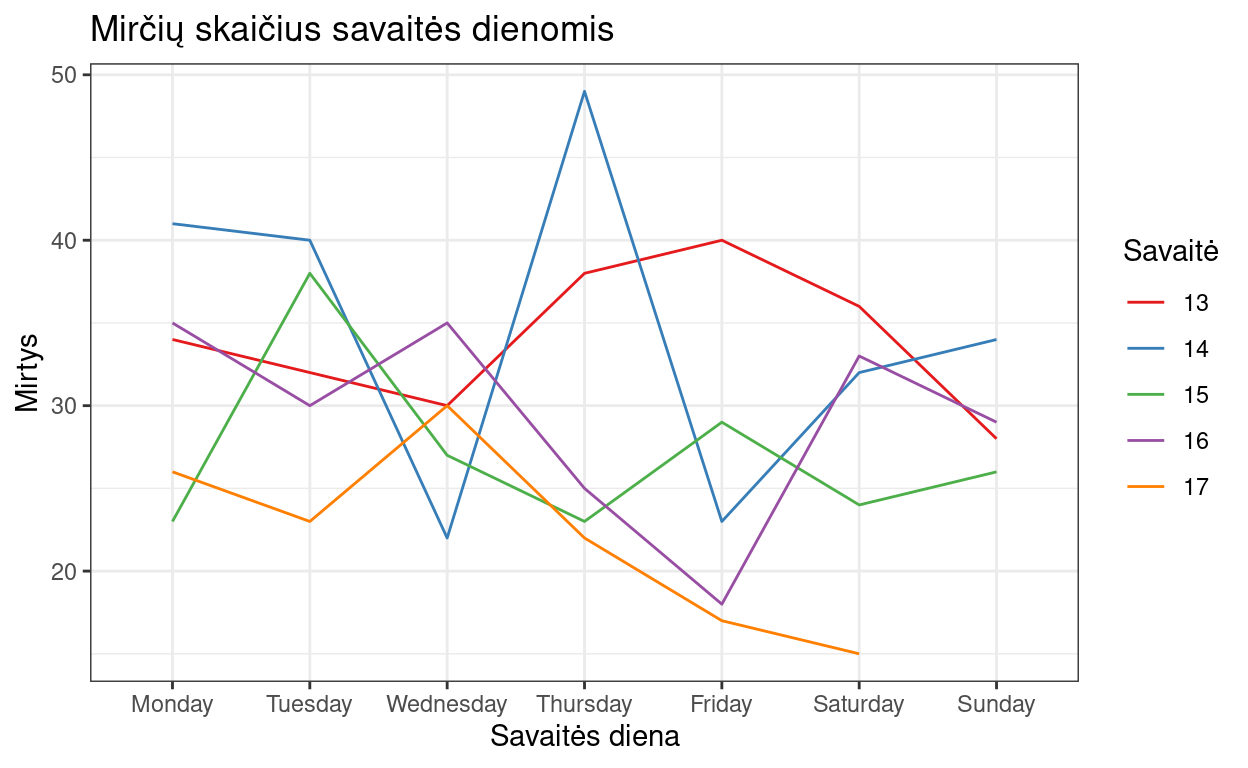 Mirčių skaičius savaitės dienomis
50
40
30
20
Mirtys
Monday Tuesday Wednesday Thursday Friday Saturday Sunday
Savaitės diena
Savaitė
13
14
15
16
17